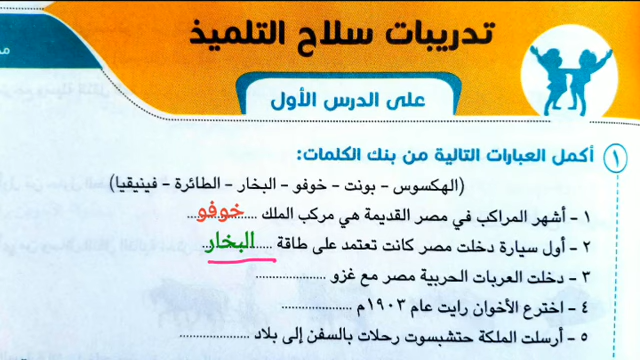 تدريبات سلاح التلميذ
على الدرس الأول
١ أكمل العبارات التالية من بنك الكلمات:
(الهكسوس – بونت – خوفو – البخار – الطائرة – فينيقيا)
١ – أشهر المراكب في مصر القديمة هي مركب الملك خوفو
٢ – أول سيارة دخلت مصر كانت تعتمد على طاقة البخار
٣ – دخلت العربات الحربية مصر مع غزو ....................
٤ – اخترع الأخوان رايت عام ١٩٠٣م ....................
٥ – أرسلت الملكة حتشبسوت رحلات بالسفن إلى بلاد ....................